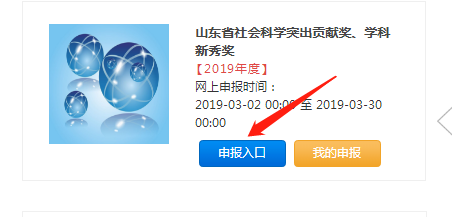 山东省社会科学突出贡献奖、学科
新秀奖
【2019年度】
网上申报时间：
2019-03-02 00:00 至 2019-03-30
00:00
申报入口 我的申报